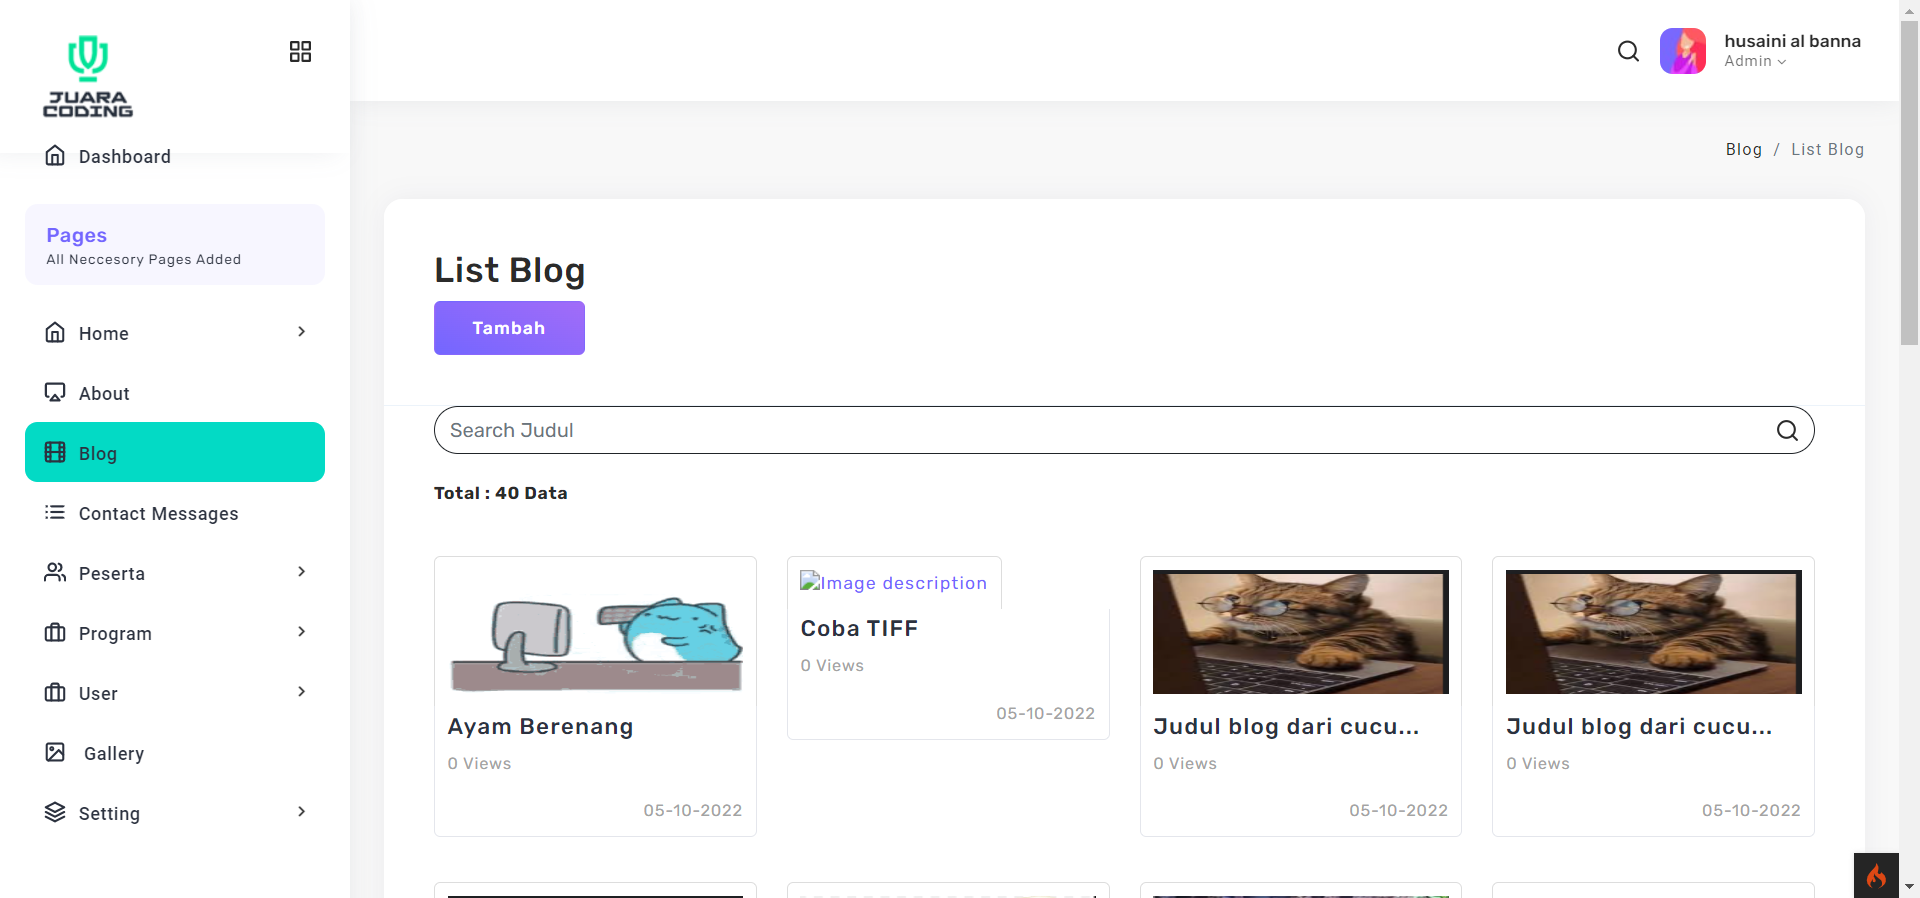 JUARA
CODING
Dashboard
Pages
All Neccesory Pages Added
Home
About
Blog
Contact Messages
Peserta
Program
User
Gallery
Setting
husaini al banna
Admin
Blog / List Blog
List Blog
Tambah
Search Judul
Total : 40 Data
Ayam Berenang
0 Views
05-10-2022
Image description
Coba TIFF
0 Views
05-10-2022
Judul blog dari cucu...
0 Views
05-10-2022
Judul blog dari cucu...
0 Views
05-10-2022